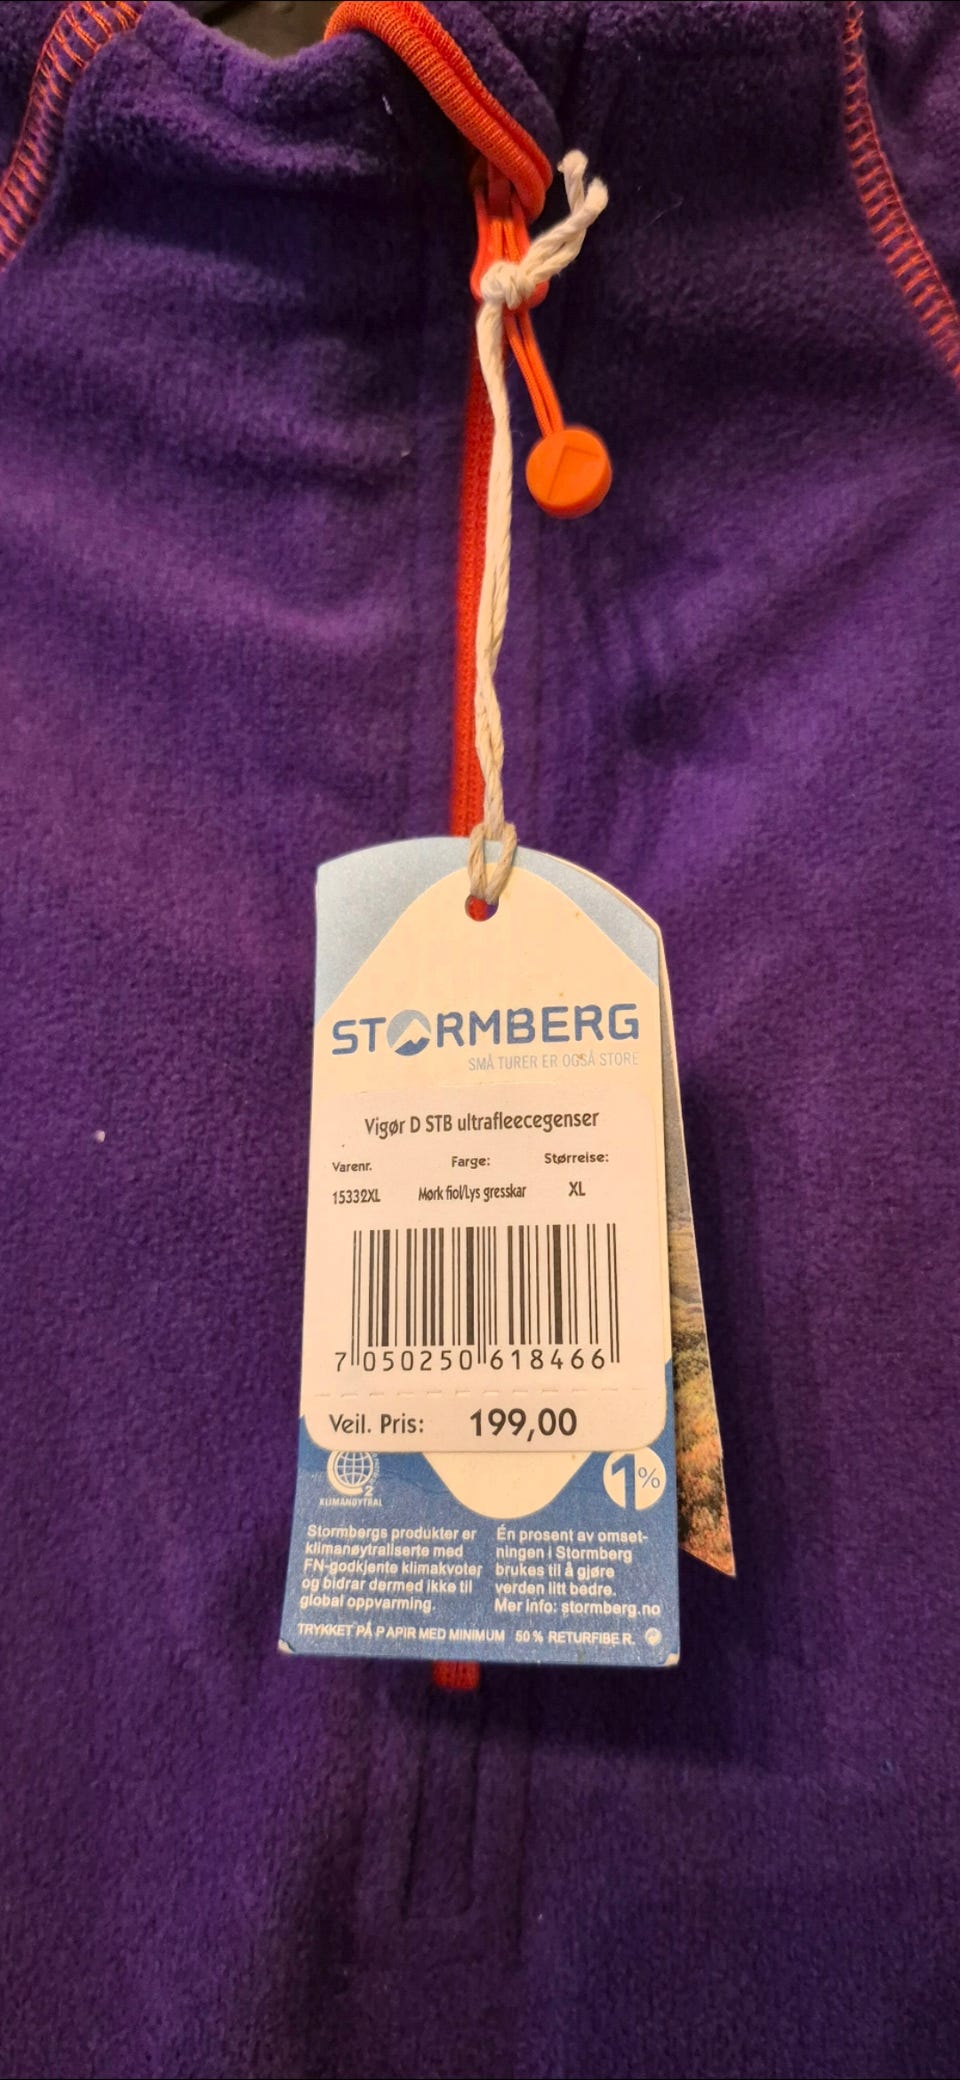 STORMBERG
SMÅ TURER ER OGSÅ STORE
Vigør D STB ultrafleecegenser
Varenr. Farge: Størrelse:
15332XL Mørk fiol/Lys gresskar XL
7 050250 618466
Veil. Pris: 199,00
2
KLIMANØYTRAL
1%
Stormbergs produkter er
klimanøytraliserte med
FN-godkjente klimakvoter
og bidrar dermed ikke til
global oppvarming.
Én prosent av omset-
ningen i Stormberg
brukes til å gjøre
verden litt bedre.
Mer info: stormberg.no
TRYKKET PÅ PAPIR MED MINIMUM 50 % RETURFIBER.